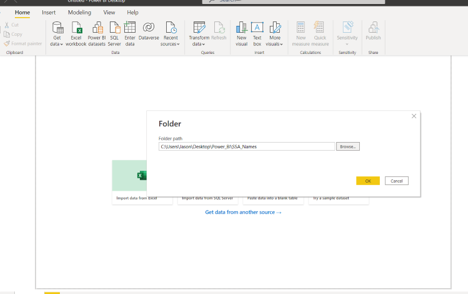 Untitled - Power BI Desktop
Search
Home Insert Modeling View Help
Cut
Copy
Format painter
Clipboard
Get data
Excel workbook
Power BI datasets
SQL Server
Enter data
Dataverse
Recent sources
Data
Transform data
Refresh
Queries
New visual
Text box
More visuals
Insert
New measure
Quick measure
Calculations
Sensitivity
Sensitivity
Publish
Share
Folder
Folder path
C:\Users\Jason\Desktop\Power_BI\SSA_Names
Browse...
OK
Cancel
Import data from Excel
Import data from SQL Server
Paste data into a blank table
Try a sample dataset
Get data from another source →